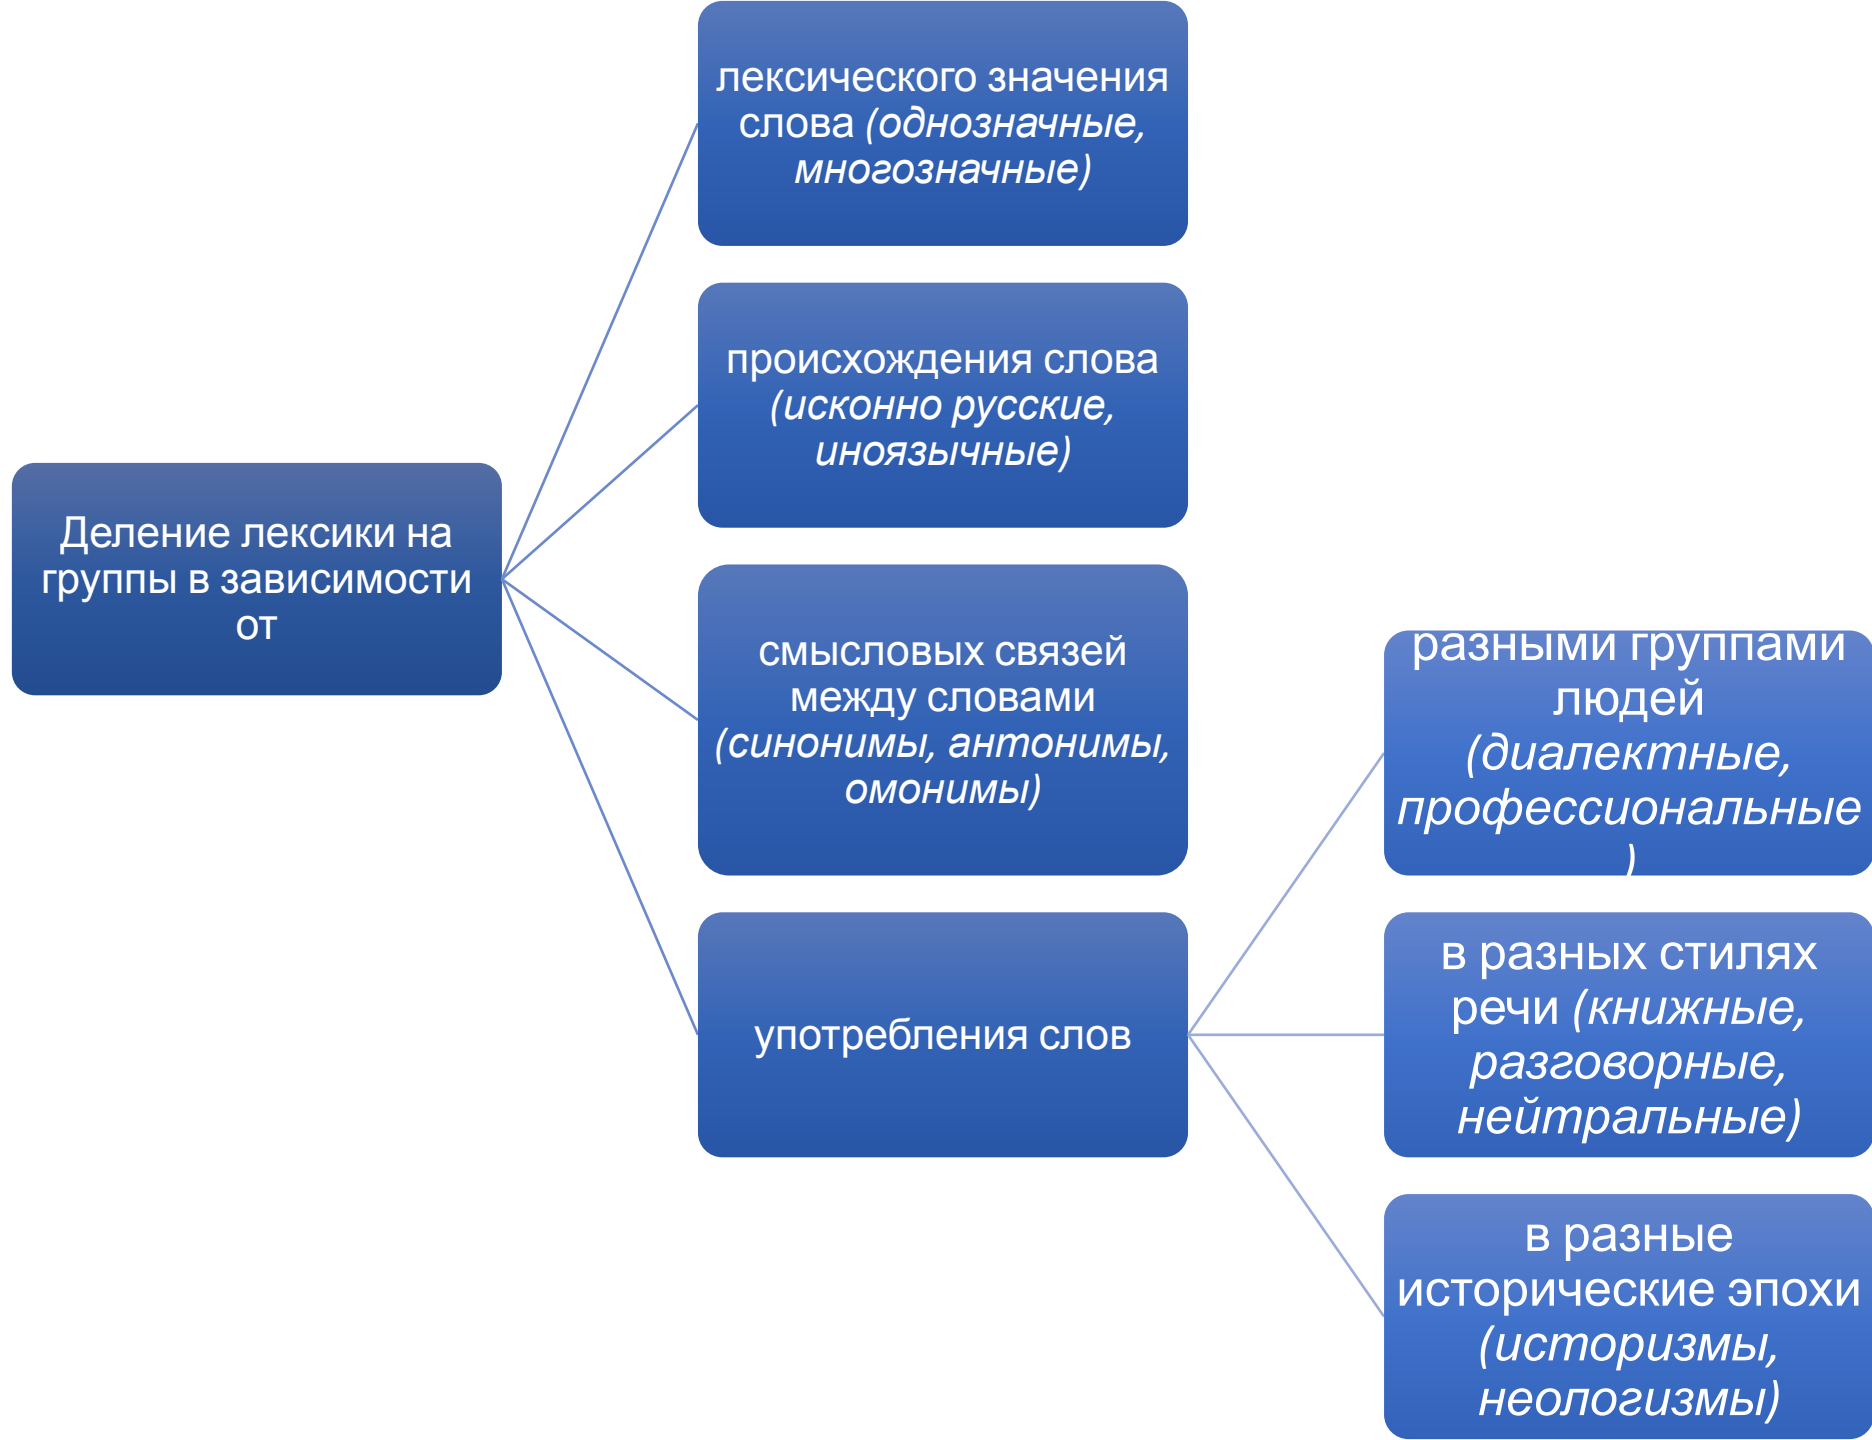 Деление лексики на
группы в зависимости
от
лексического значения
слова (однозначные,
многозначные)
происхождения слова
(исконно русские,
иноязычные)
смысловых связей
между словами
(синонимы, антонимы,
омонимы)
употребления слов
разными группами
людей
(диалектные,
профессиональные
)
в разных стилях
речи (книжные,
разговорные,
нейтральные)
в разные
исторические эпохи
(историзмы,
неологизмы)